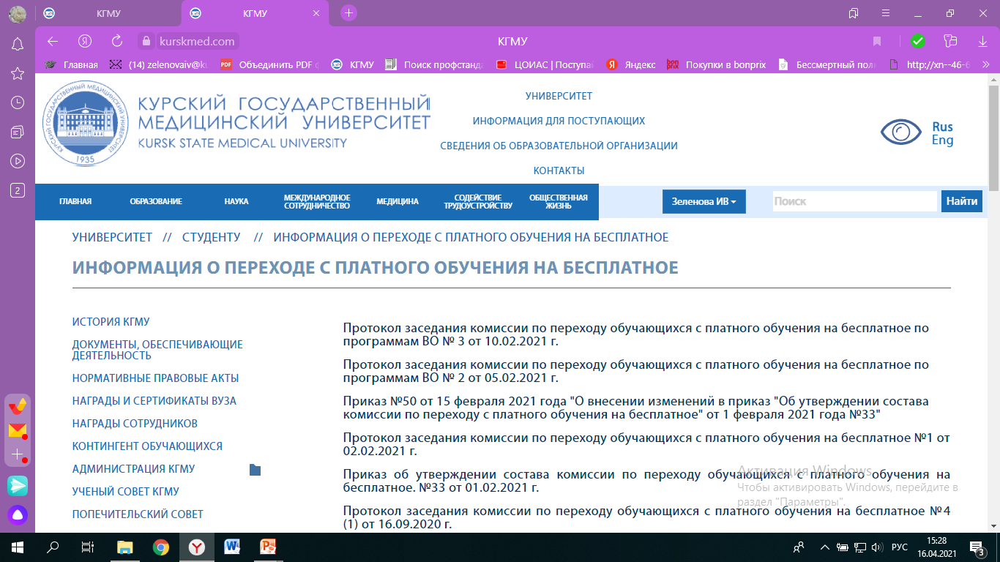 КГМУ
КГМУ
kurskmed.com
КГМУ
Главная
(14) zelenovaiv@k
Объединить PDF
КГМУ
Поиск профстанд
ЦОИАС | Поступа
Яндекс
Покупки в bonprix
Бессмертный пол
http://xn--46-6
КУРСКИЙ ГОСУДАРСТВЕННЫЙ
МЕДИЦИНСКИЙ УНИВЕРСИТЕТ
KURSK STATE MEDICAL UNIVERSITY
КУРСКИЙ ГОСУДАРСТВЕННЫЙ МЕДИЦИНСКИЙ УНИВЕРСИТЕТ
1935
УНИВЕРСИТЕТ
ИНФОРМАЦИЯ ДЛЯ ПОСТУПАЮЩИХ
СВЕДЕНИЯ ОБ ОБРАЗОВАТЕЛЬНОЙ ОРГАНИЗАЦИИ
КОНТАКТЫ
Rus
Eng
ГЛАВНАЯ
ОБРАЗОВАНИЕ
НАУКА
МЕЖДУНАРОДНОЕ
СОТРУДНИЧЕСТВО
МЕДИЦИНА
СОДЕЙСТВИЕ
ТРУДОУСТРОЙСТВУ
ОБЩЕСТВЕННАЯ
ЖИЗНЬ
Зеленова ИВ
Поиск
Найти
УНИВЕРСИТЕТ // СТУДЕНТУ // ИНФОРМАЦИЯ О ПЕРЕХОДЕ С ПЛАТНОГО ОБУЧЕНИЯ НА БЕСПЛАТНОЕ
ИНФОРМАЦИЯ О ПЕРЕХОДЕ С ПЛАТНОГО ОБУЧЕНИЯ НА БЕСПЛАТНОЕ
ИСТОРИЯ КГМУ
ДОКУМЕНТЫ, ОБЕСПЕЧИВАЮЩИЕ
ДЕЯТЕЛЬНОСТЬ
НОРМАТИВНЫЕ ПРАВОВЫЕ АКТЫ
НАГРАДЫ И СЕРТИФИКАТЫ ВУЗА
НАГРАДЫ СОТРУДНИКОВ
КОНТИНГЕНТ ОБУЧАЮЩИХСЯ
АДМИНИСТРАЦИЯ КГМУ
УЧЕНЫЙ СОВЕТ КГМУ
ПОПЕЧИТЕЛЬСКИЙ СОВЕТ
Протокол заседания комиссии по переходу обучающихся с платного обучения на бесплатное по
программам ВО № 3 от 10.02.2021 г.
Протокол заседания комиссии по переходу обучающихся с платного обучения на бесплатное по
программам ВО № 2 от 05.02.2021 г.
Приказ №50 от 15 февраля 2021 года "О внесении изменений в приказ "Об утверждении состава
комиссии по переходу с платного обучения на бесплатное" от 1 февраля 2021 года №33"
Протокол заседания комиссии по переходу обучающихся с платного обучения на бесплатное №1 от
02.02.2021 г.
Приказ об утверждении состава комиссии по переходу обучающихся с платного обучения на
бесплатное. №33 от 01.02.2021 г.
Протокол заседания комиссии по переходу обучающихся с платного обучения на бесплатное №4
(1) от 16.09.2020 г.
Активация Windows
Чтобы активировать Windows, перейдите в
раздел "Параметры".
2
РУС
15:28
16.04.2021
3